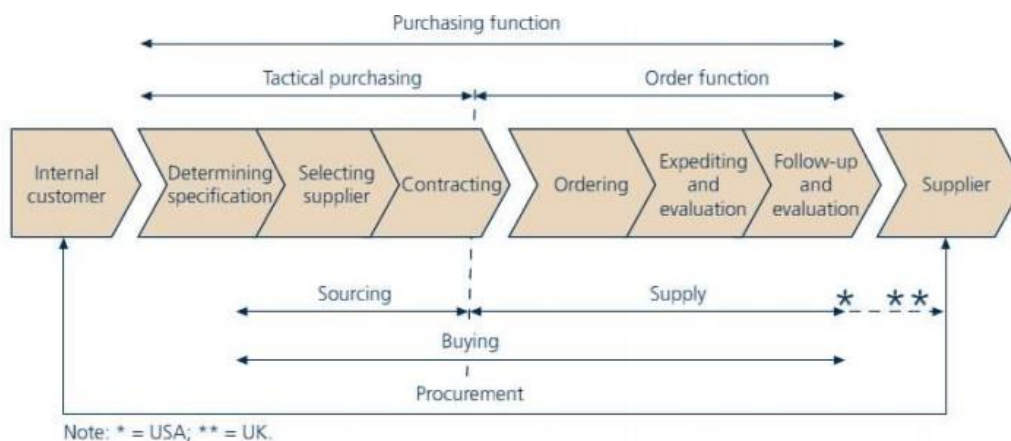 Purchasing function
Tactical purchasing
Order function
Internal
customer
Determining
specification
Selecting
supplier
Contracting
Ordering
Expediting
and
evaluation
Follow-up
and
evaluation
Supplier
Sourcing
Supply
*
**
Buying
Procurement
Note: * = USA; ** = UK.